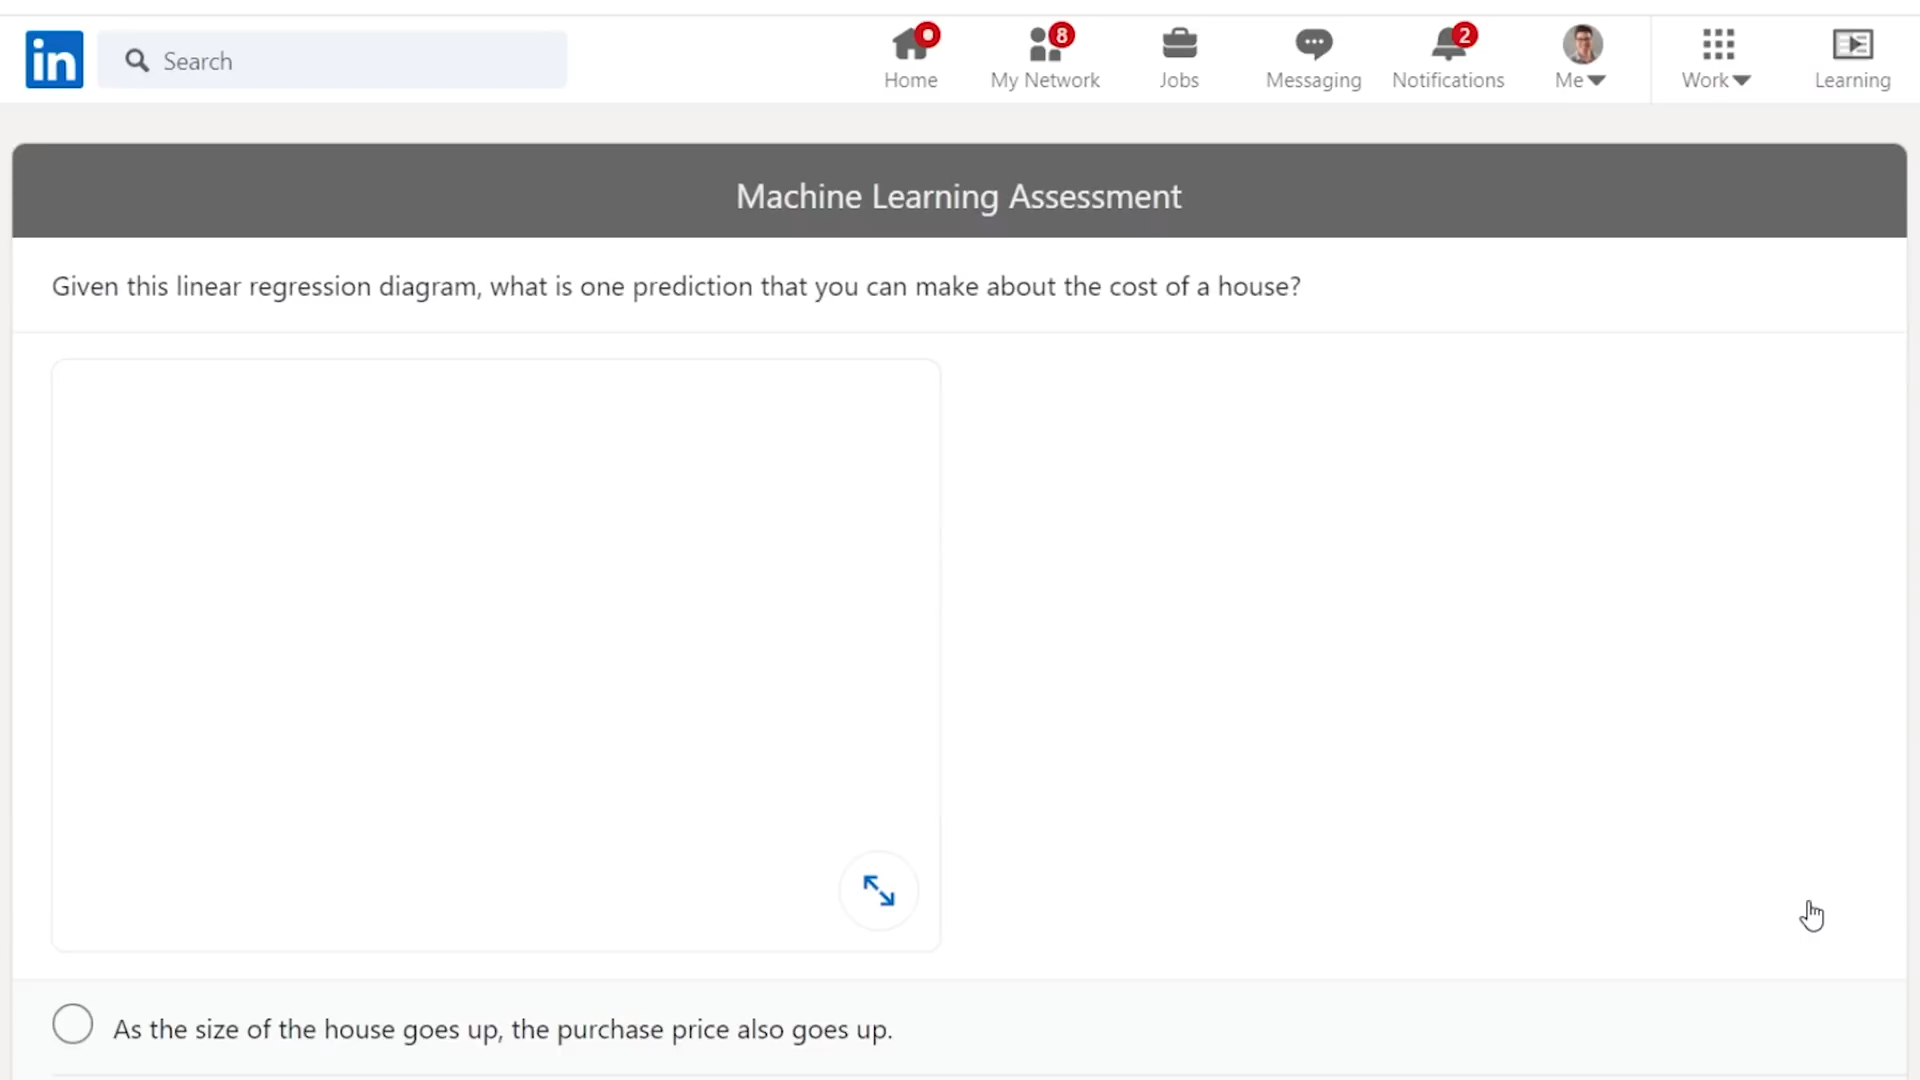 in
Search
Home
8
My Network
Jobs
Messaging
2
Notifications
Me
Work
Learning
Machine Learning Assessment
Given this linear regression diagram, what is one prediction that you can make about the cost of a house?
As the size of the house goes up, the purchase price also goes up.